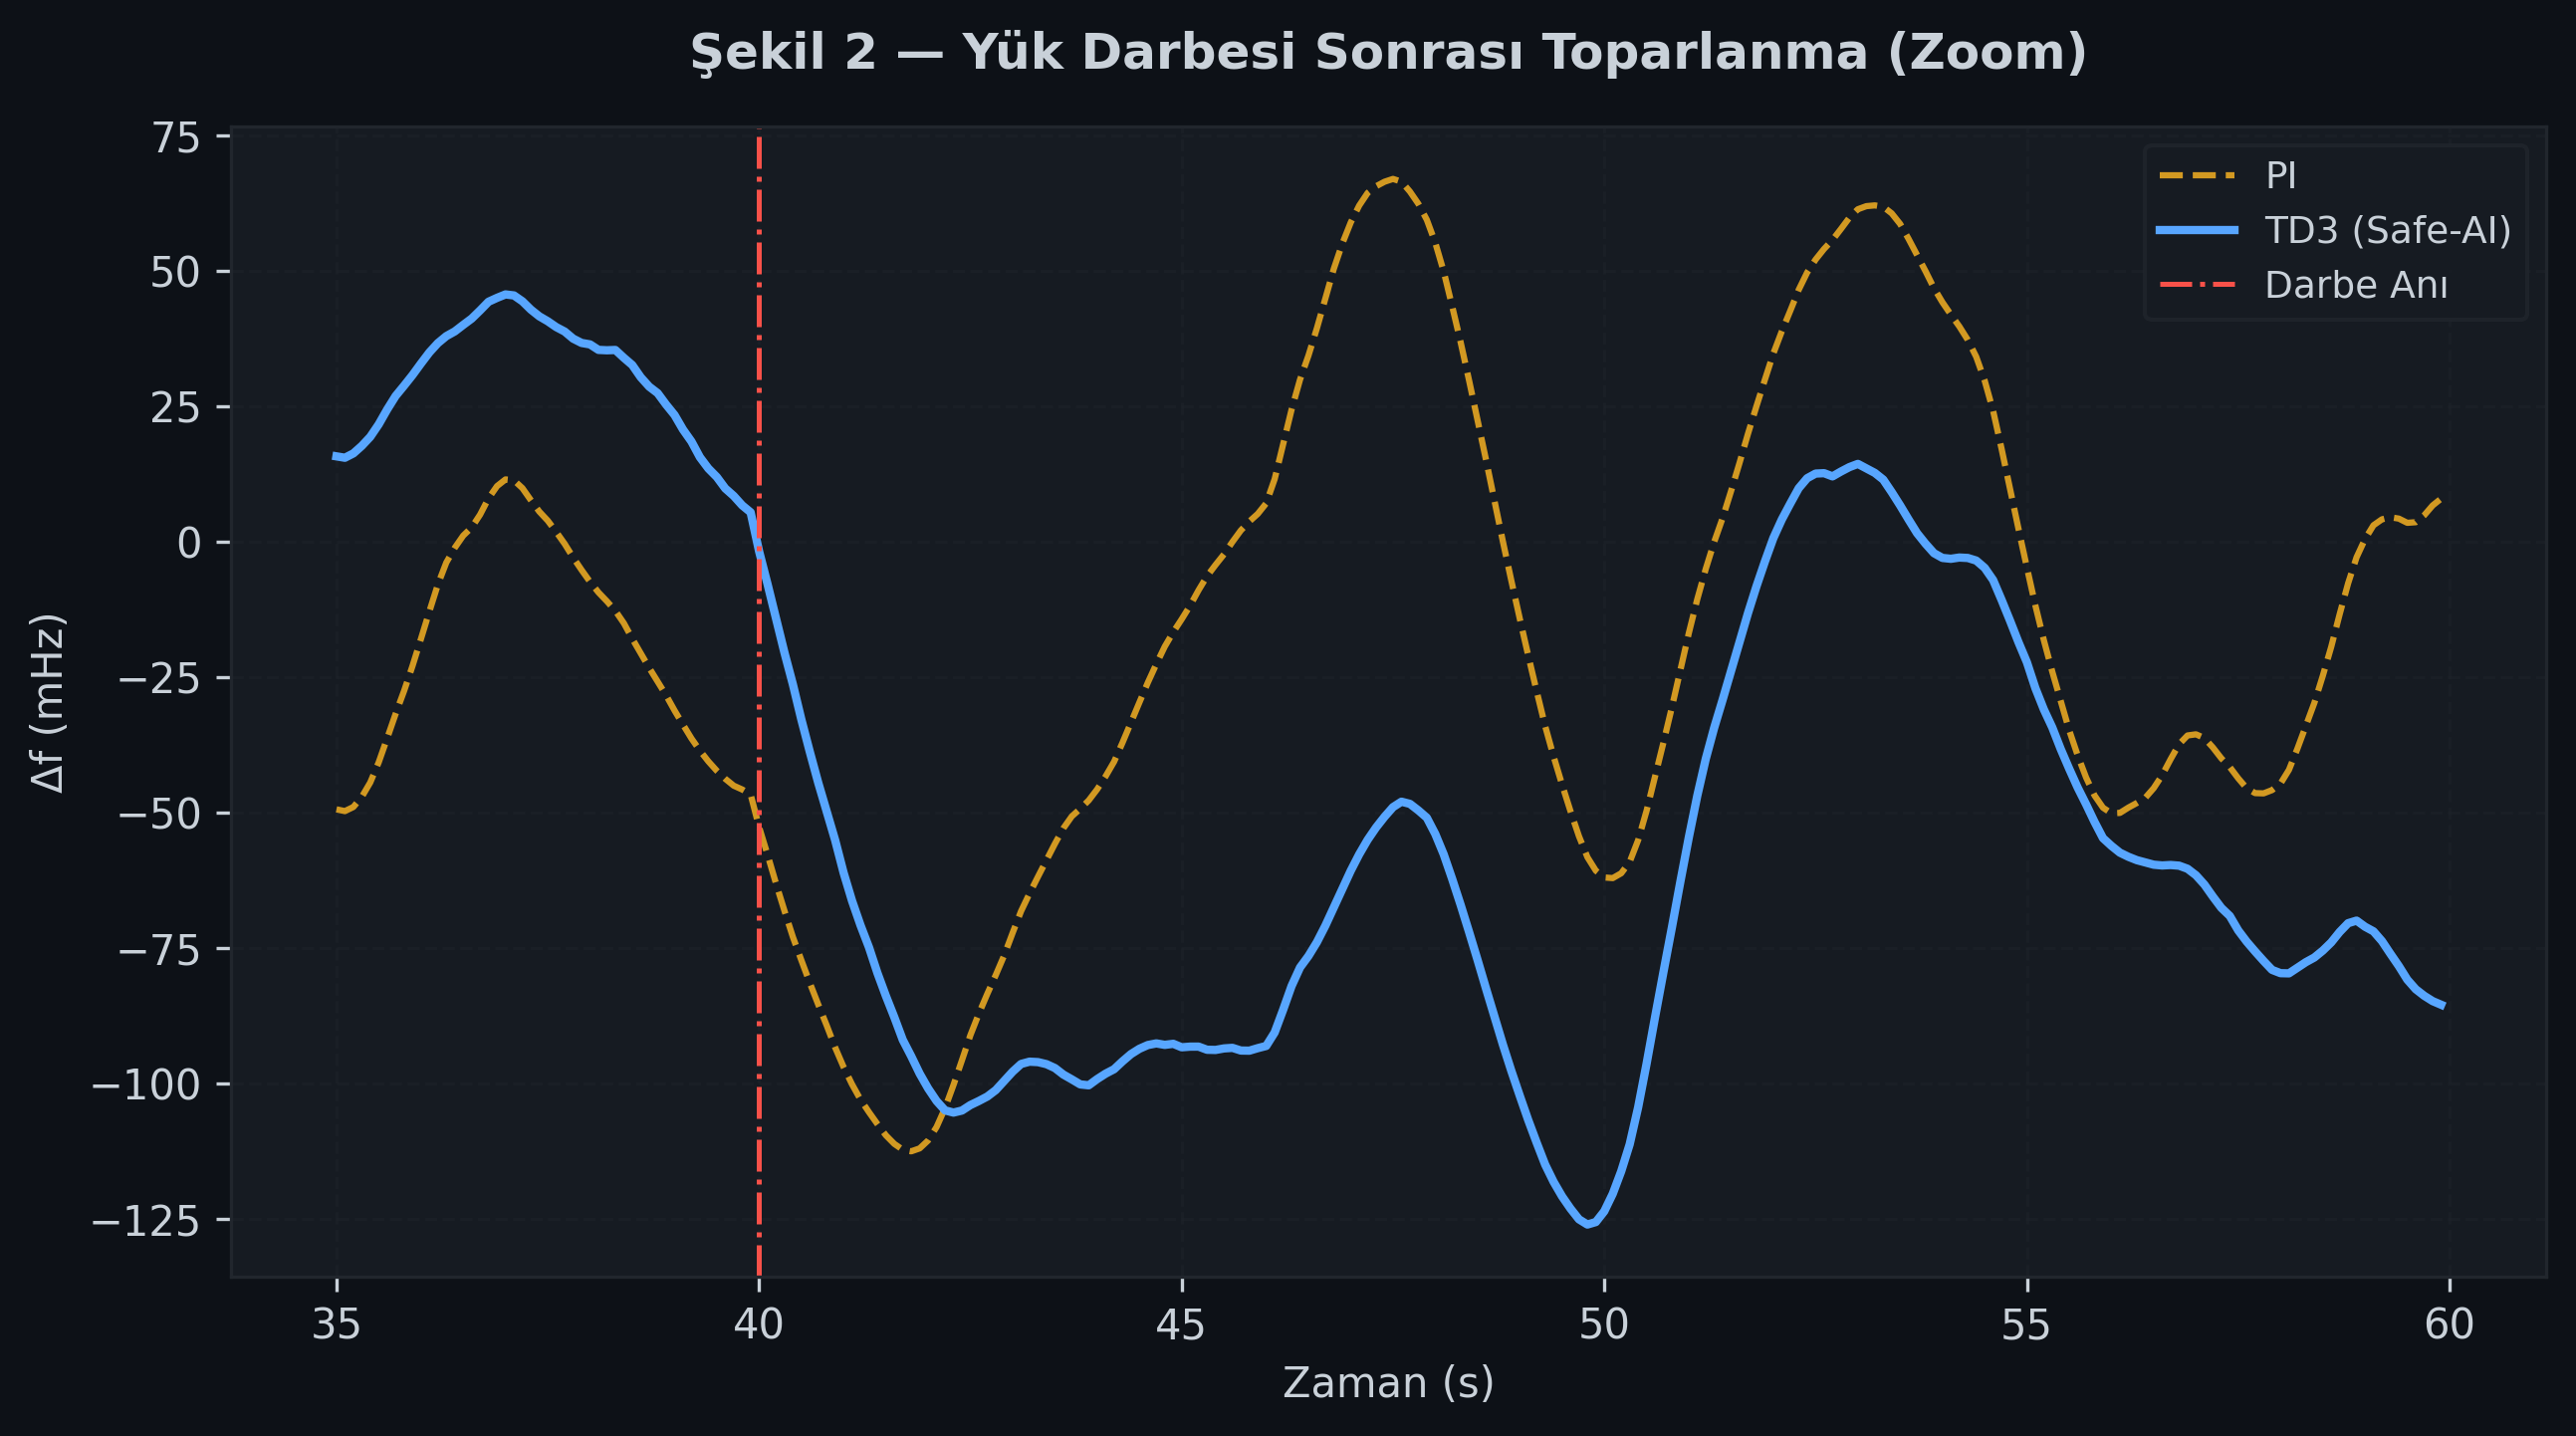 Şekil 2 — Yük Darbesi Sonrası Toparlanma (Zoom)
PI
TD3 (Safe-AI)
Darbe Anı
Δf (mHz)
75
50
25
0
−25
−50
−75
−100
−125
35 40 45 50 55 60
Zaman (s)